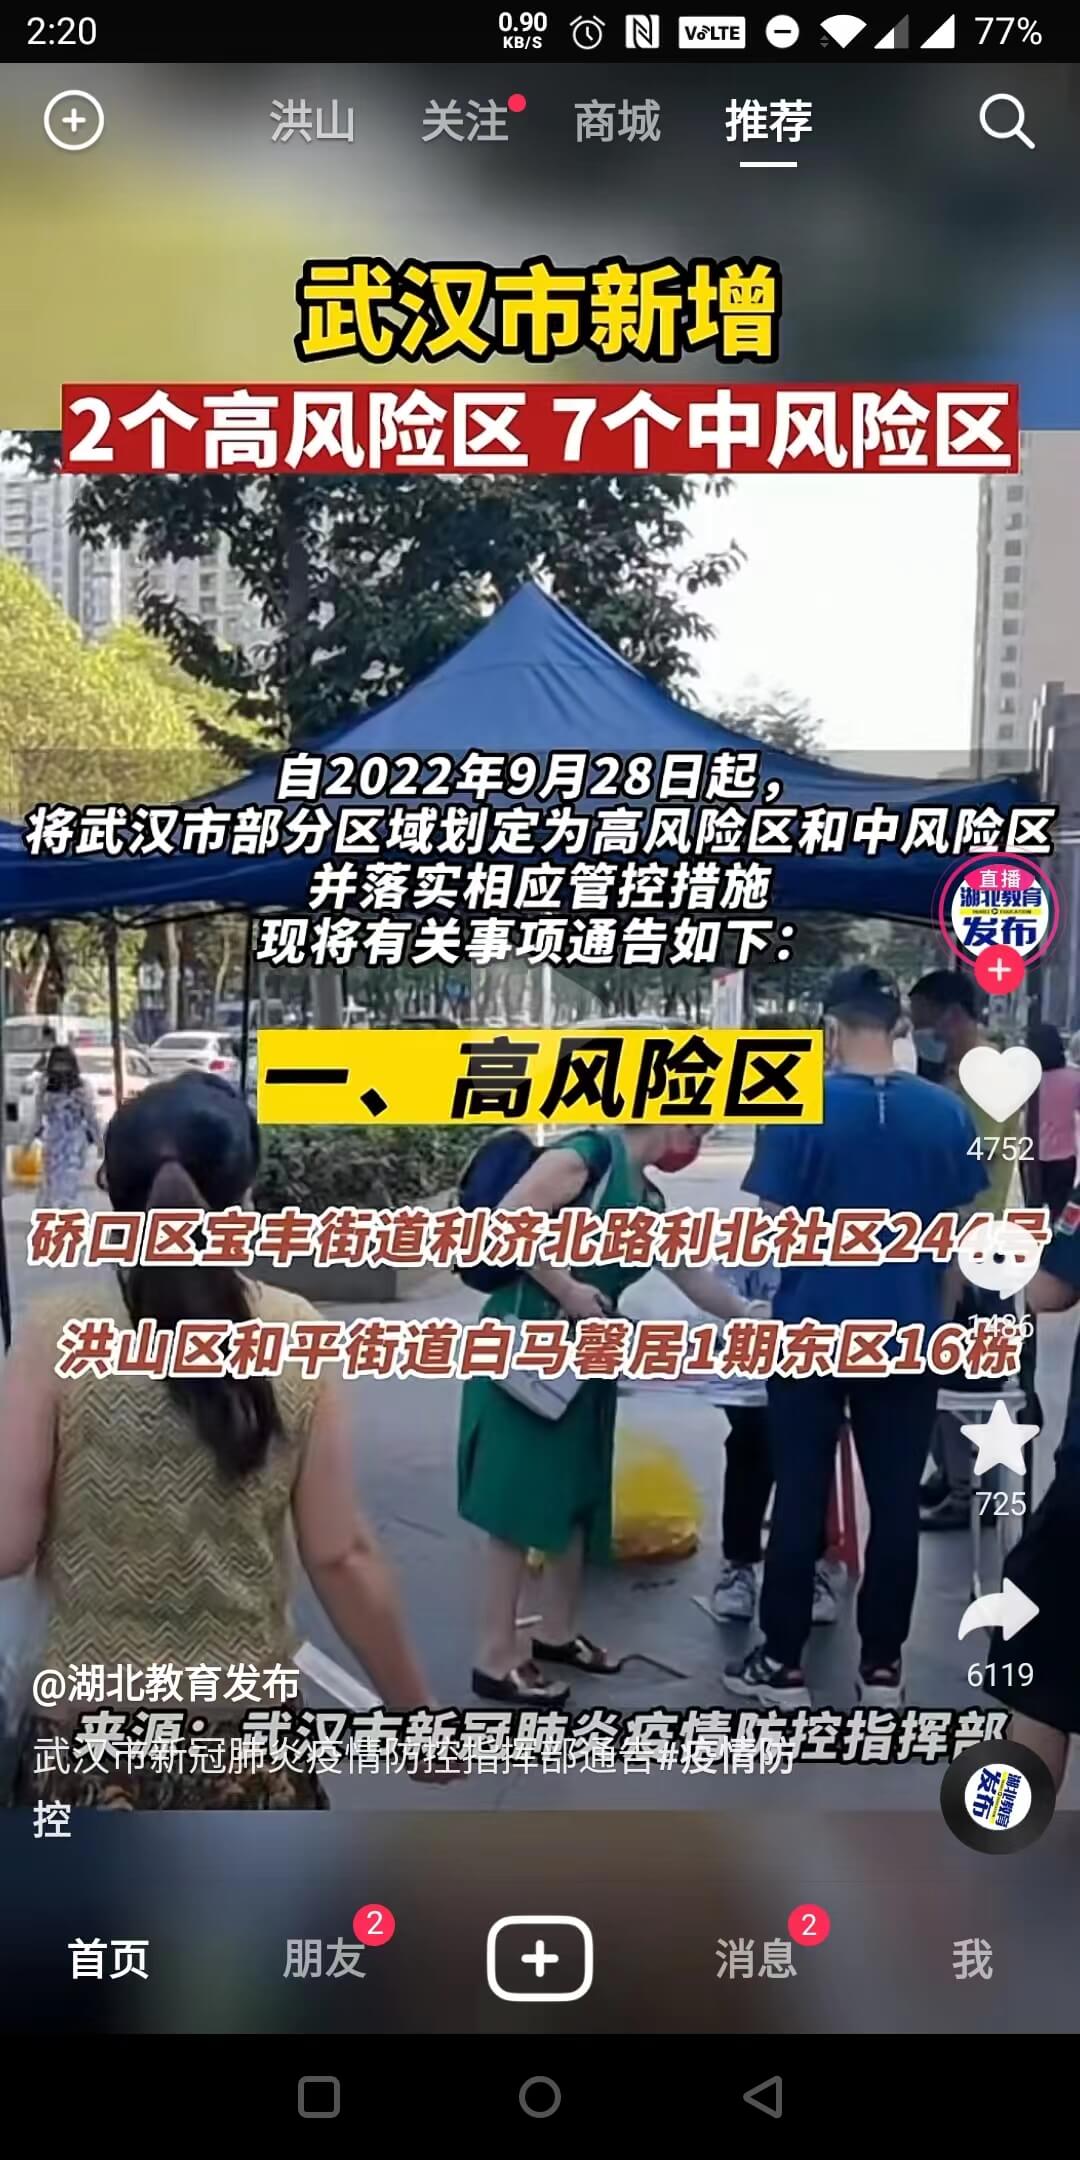 2:20
0.90
KB/S
VoLTE
77%
洪山 关注 商城 推荐
武汉市新增
2个高风险区 7个中风险区
自2022年9月28日起，
将武汉市部分区域划定为高风险区和中风险区
并落实相应管控措施
现将有关事项通告如下：
直播
湖北教育
发布
一、高风险区
4752
硚口区宝丰街道利济北路利北社区244号
1486
洪山区和平街道白马馨居1期东区16栋
725
6119
@湖北教育发布
来源：武汉市新冠肺炎疫情防控指挥部
武汉市新冠肺炎疫情防控指挥部通告#疫情防
控
湖北教育
发布
首页 朋友 2 消息 2 我